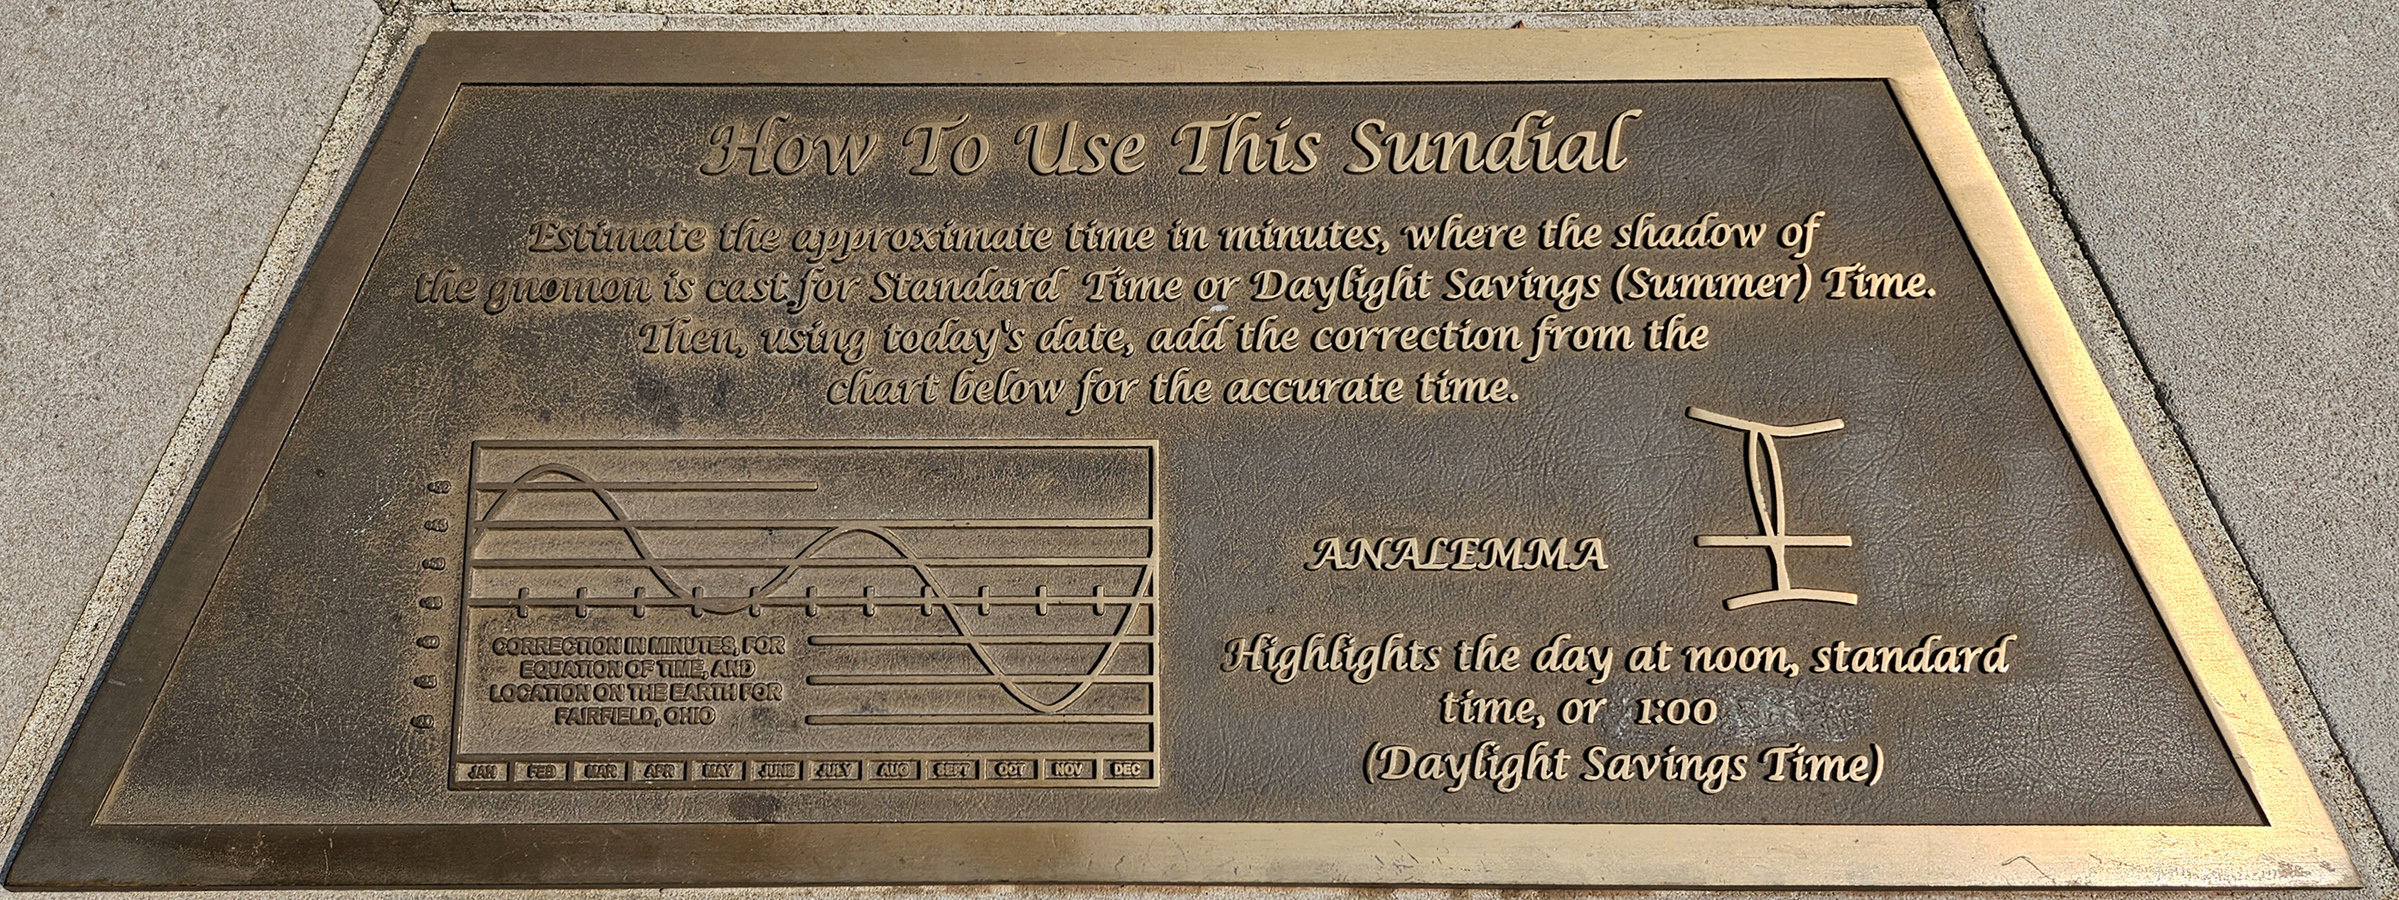 How To Use This Sundial
Estimate the approximate time in minutes, where the shadow of
the gnomon is cast for Standard Time or Daylight Savings (Summer) Time.
Then, using today's date, add the correction from the
chart below for the accurate time.
CORRECTION IN MINUTES, FOR
EQUATION OF TIME, AND
LOCATION ON THE EARTH FOR
FAIRFIELD, OHIO
JAN FEB MAR APR MAY JUNE JULY AUG SEPT OCT NOV DEC
ANALEMMA
Highlights the day at noon, standard
time, or 1:00
(Daylight Savings Time)